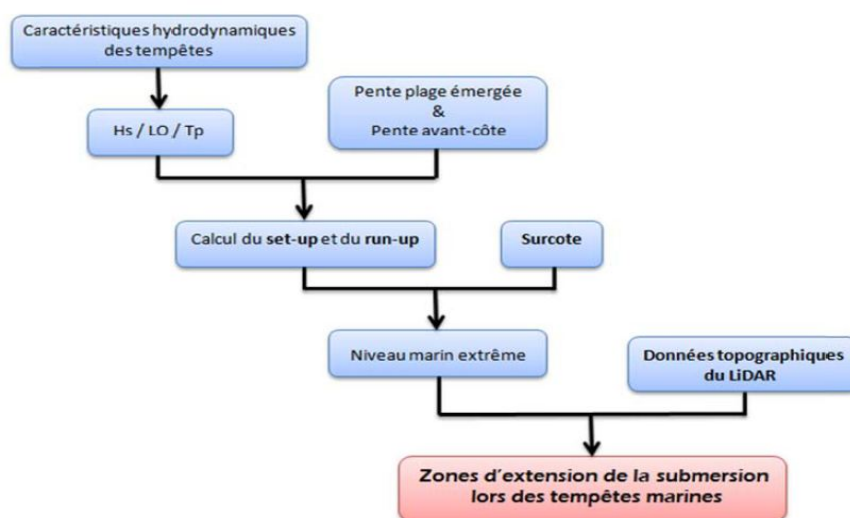 Caractéristiques hydrodynamiques
des tempêtes
Pente plage émergée
&
Pente avant-côte
Hs / LO / Tp
Calcul du set-up et du run-up
Surcote
Niveau marin extrême
Données topographiques
du LiDAR
Zones d'extension de la submersion
lors des tempêtes marines